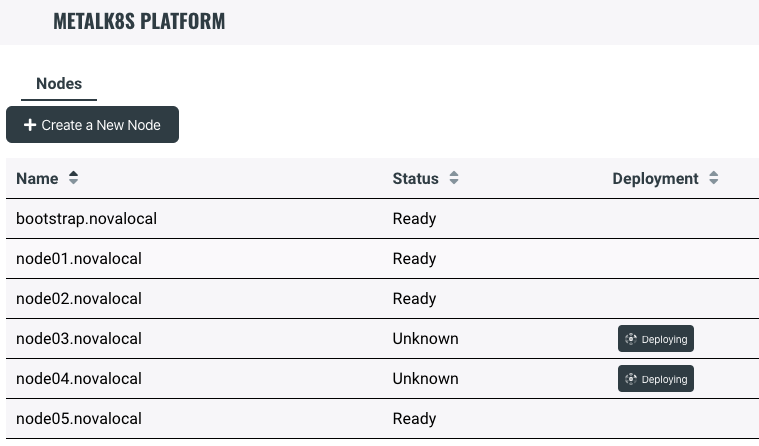 METALK8S PLATFORM
Nodes
Create a New Node
Name Status Deployment
bootstrap.novalocal Ready
node01.novalocal Ready
node02.novalocal Ready
node03.novalocal Unknown Deploying
node04.novalocal Unknown Deploying
node05.novalocal Ready